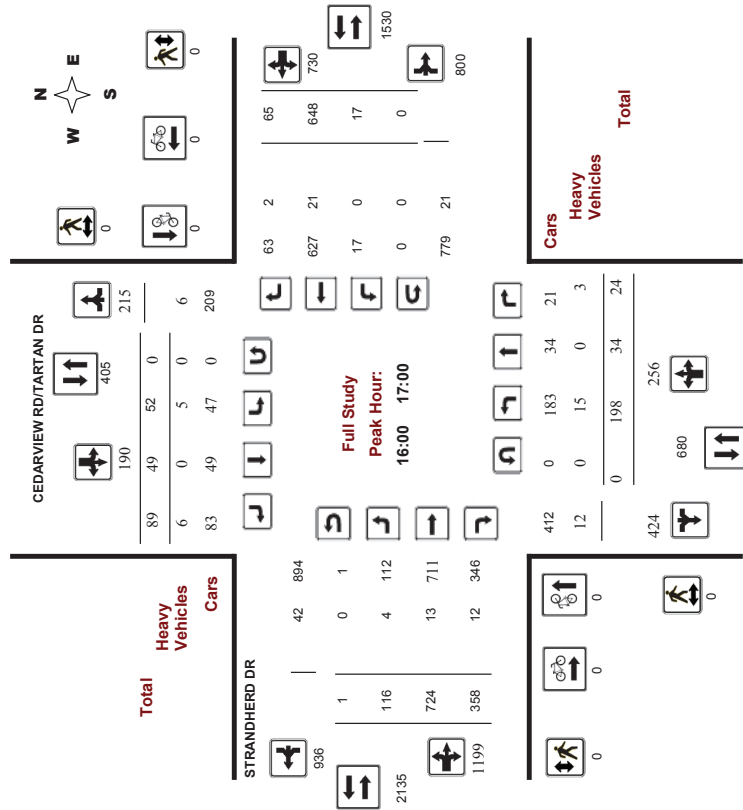 N
W E
S
0
0
0
0
CEDARVIEW RD/TARTAN DR
190
405
215
89 49 52 0
6 0 5 0 6
83 49 47 0 209
Total
Heavy
Vehicles
Cars
STRANDHERD DR
936
2135
1199
42 894
1 0 1
116 4 112
724 13 711
358 12 346
Full Study
Peak Hour:
16:00 17:00
63 2 65
627 21 648
17 0 17
0 0 0
779 21
730
1530
800
412 0 183 34 21
12 0 15 0 3
0 198 34 24
424
680
256
Cars
Heavy
Vehicles
Total
0
0
0
0